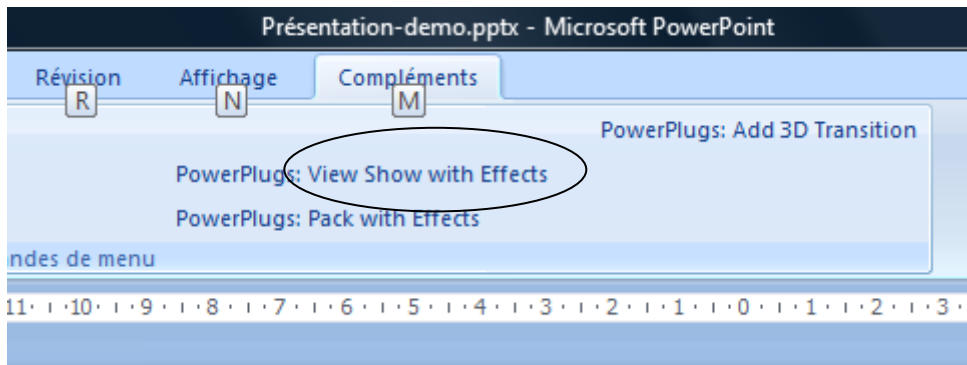 Présentation-demo.pptx - Microsoft PowerPoint
Révision Affichage Compléments
R N M
PowerPlugs: Add 3D Transition
PowerPlugs: View Show with Effects
PowerPlugs: Pack with Effects
ndes de menu
11 · 10 · 9 · 8 · 7 · 6 · 5 · 4 · 3 · 2 · 1 · 0 · 1 · 2 · 3